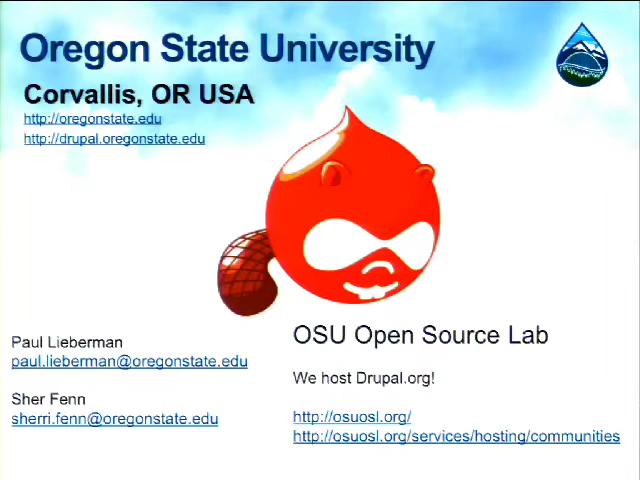 Oregon State University
Corvallis, OR USA
http://oregonstate.edu
http://drupal.oregonstate.edu
Paul Lieberman
paul.lieberman@oregonstate.edu
Sher Fenn
sherri.fenn@oregonstate.edu
OSU Open Source Lab
We host Drupal.org!
http://osuosl.org/
http://osuosl.org/services/hosting/communities